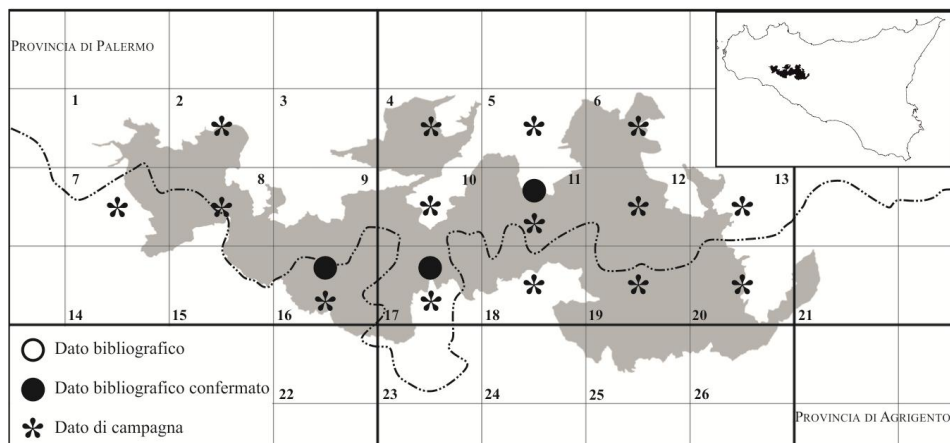 PROVINCIA DI PALERMO
1 2 3 4 5 6
7 8 9 10 11 12 13
14 15 16 17 18 19 20 21
Dato bibliografico
Dato bibliografico confermato
22 23 24 25 26
Dato di campagna
PROVINCIA DI AGRIGENTO